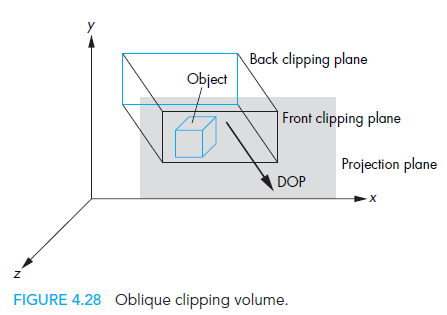 y
Back clipping plane
Object
Front clipping plane
Projection plane
DOP
x
z
FIGURE 4.28 Oblique clipping volume.